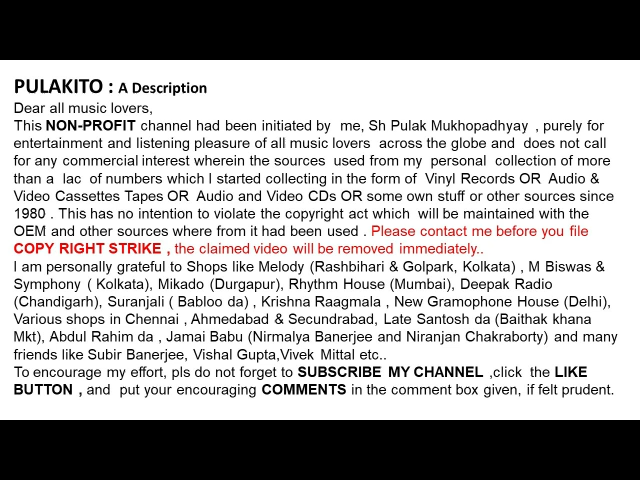 PULAKITO : A Description
Dear all music lovers,
This NON-PROFIT channel had been initiated by me, Sh Pulak Mukhopadhyay , purely for
entertainment and listening pleasure of all music lovers across the globe and does not call
for any commercial interest wherein the sources used from my personal collection of more
than a lac of numbers which I started collecting in the form of Vinyl Records OR Audio &
Video Cassettes Tapes OR Audio and Video CDs OR some own stuff or other sources since
1980 . This has no intention to violate the copyright act which will be maintained with the
OEM and other sources where from it had been used . Please contact me before you file
COPY RIGHT STRIKE , the claimed video will be removed immediately..
I am personally grateful to Shops like Melody (Rashbihari & Golpark, Kolkata) , M Biswas &
Symphony ( Kolkata), Mikado (Durgapur), Rhythm House (Mumbai), Deepak Radio
(Chandigarh), Suranjali ( Babloo da) , Krishna Raagmala , New Gramophone House (Delhi),
Various shops in Chennai , Ahmedabad & Secundrabad, Late Santosh da (Baithak khana
Mkt), Abdul Rahim da , Jamai Babu (Nirmalya Banerjee and Niranjan Chakraborty) and many
friends like Subir Banerjee, Vishal Gupta,Vivek Mittal etc..
To encourage my effort, pls do not forget to SUBSCRIBE MY CHANNEL ,click the LIKE
BUTTON , and put your encouraging COMMENTS in the comment box given, if felt prudent.